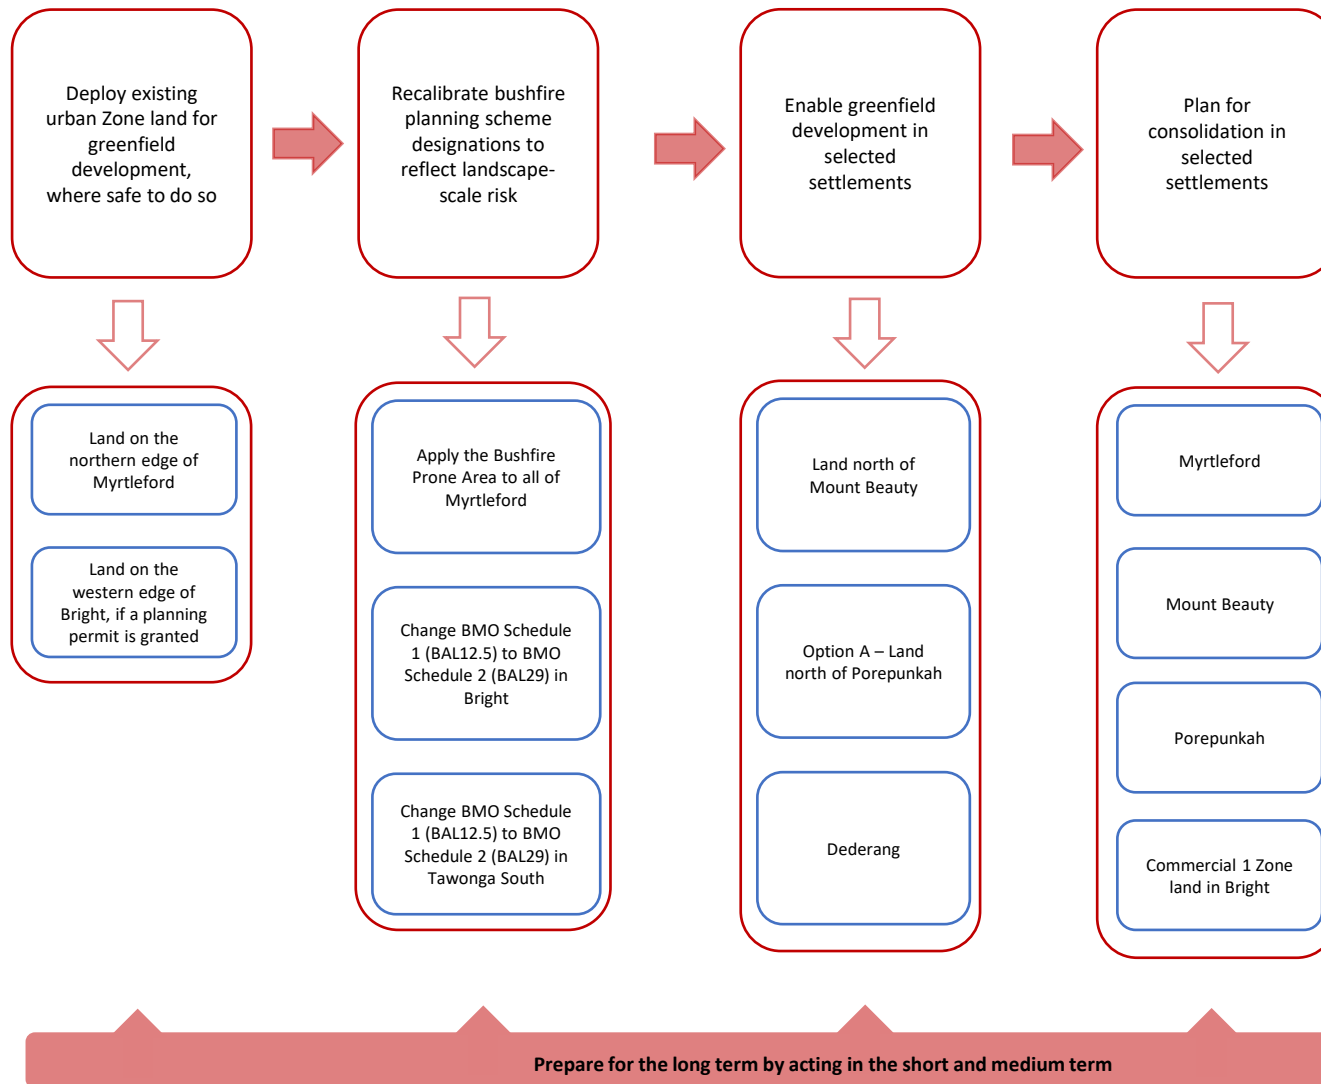 Deploy existing
urban Zone land for
greenfield
development,
where safe to do so
Recalibrate bushfire
planning scheme
designations to
reflect landscape-
scale risk
Enable greenfield
development in
selected
settlements
Plan for
consolidation in
selected
settlements
Land on the
northern edge of
Myrtleford
Land on the
western edge of
Bright, if a planning
permit is granted
Apply the Bushfire
Prone Area to all of
Myrtleford
Change BMO Schedule
1 (BAL12.5) to BMO
Schedule 2 (BAL29) in
Bright
Change BMO Schedule
1 (BAL12.5) to BMO
Schedule 2 (BAL29) in
Tawonga South
Land north of
Mount Beauty
Option A – Land
north of Porepunkah
Dederang
Myrtleford
Mount Beauty
Porepunkah
Commercial 1 Zone
land in Bright
Prepare for the long term by acting in the short and medium term